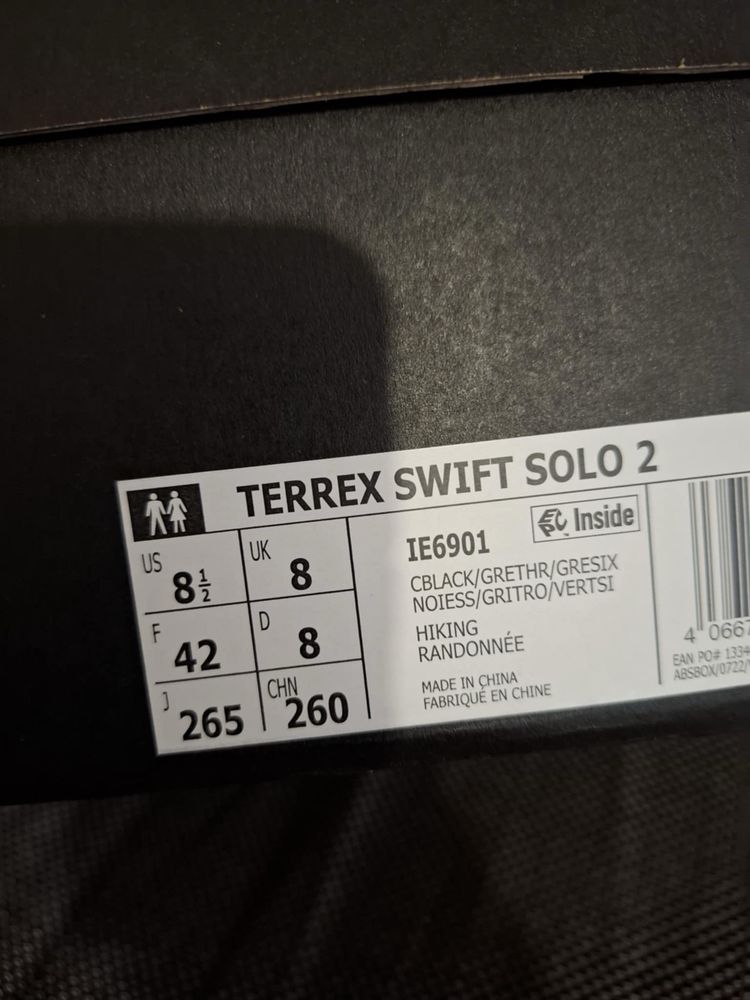 TERREX SWIFT SOLO 2
US 8½ UK 8
F 42 D 8
J 265 CHN 260
IE6901
EPC Inside
CBLACK/GRETHR/GRESIX
NOIESS/GRITRO/VERTSI
HIKING
RANDONNÉE
MADE IN CHINA
FABRIQUÉ EN CHINE
4 0667
EAN PO# 1334
ABSBOX/0722/